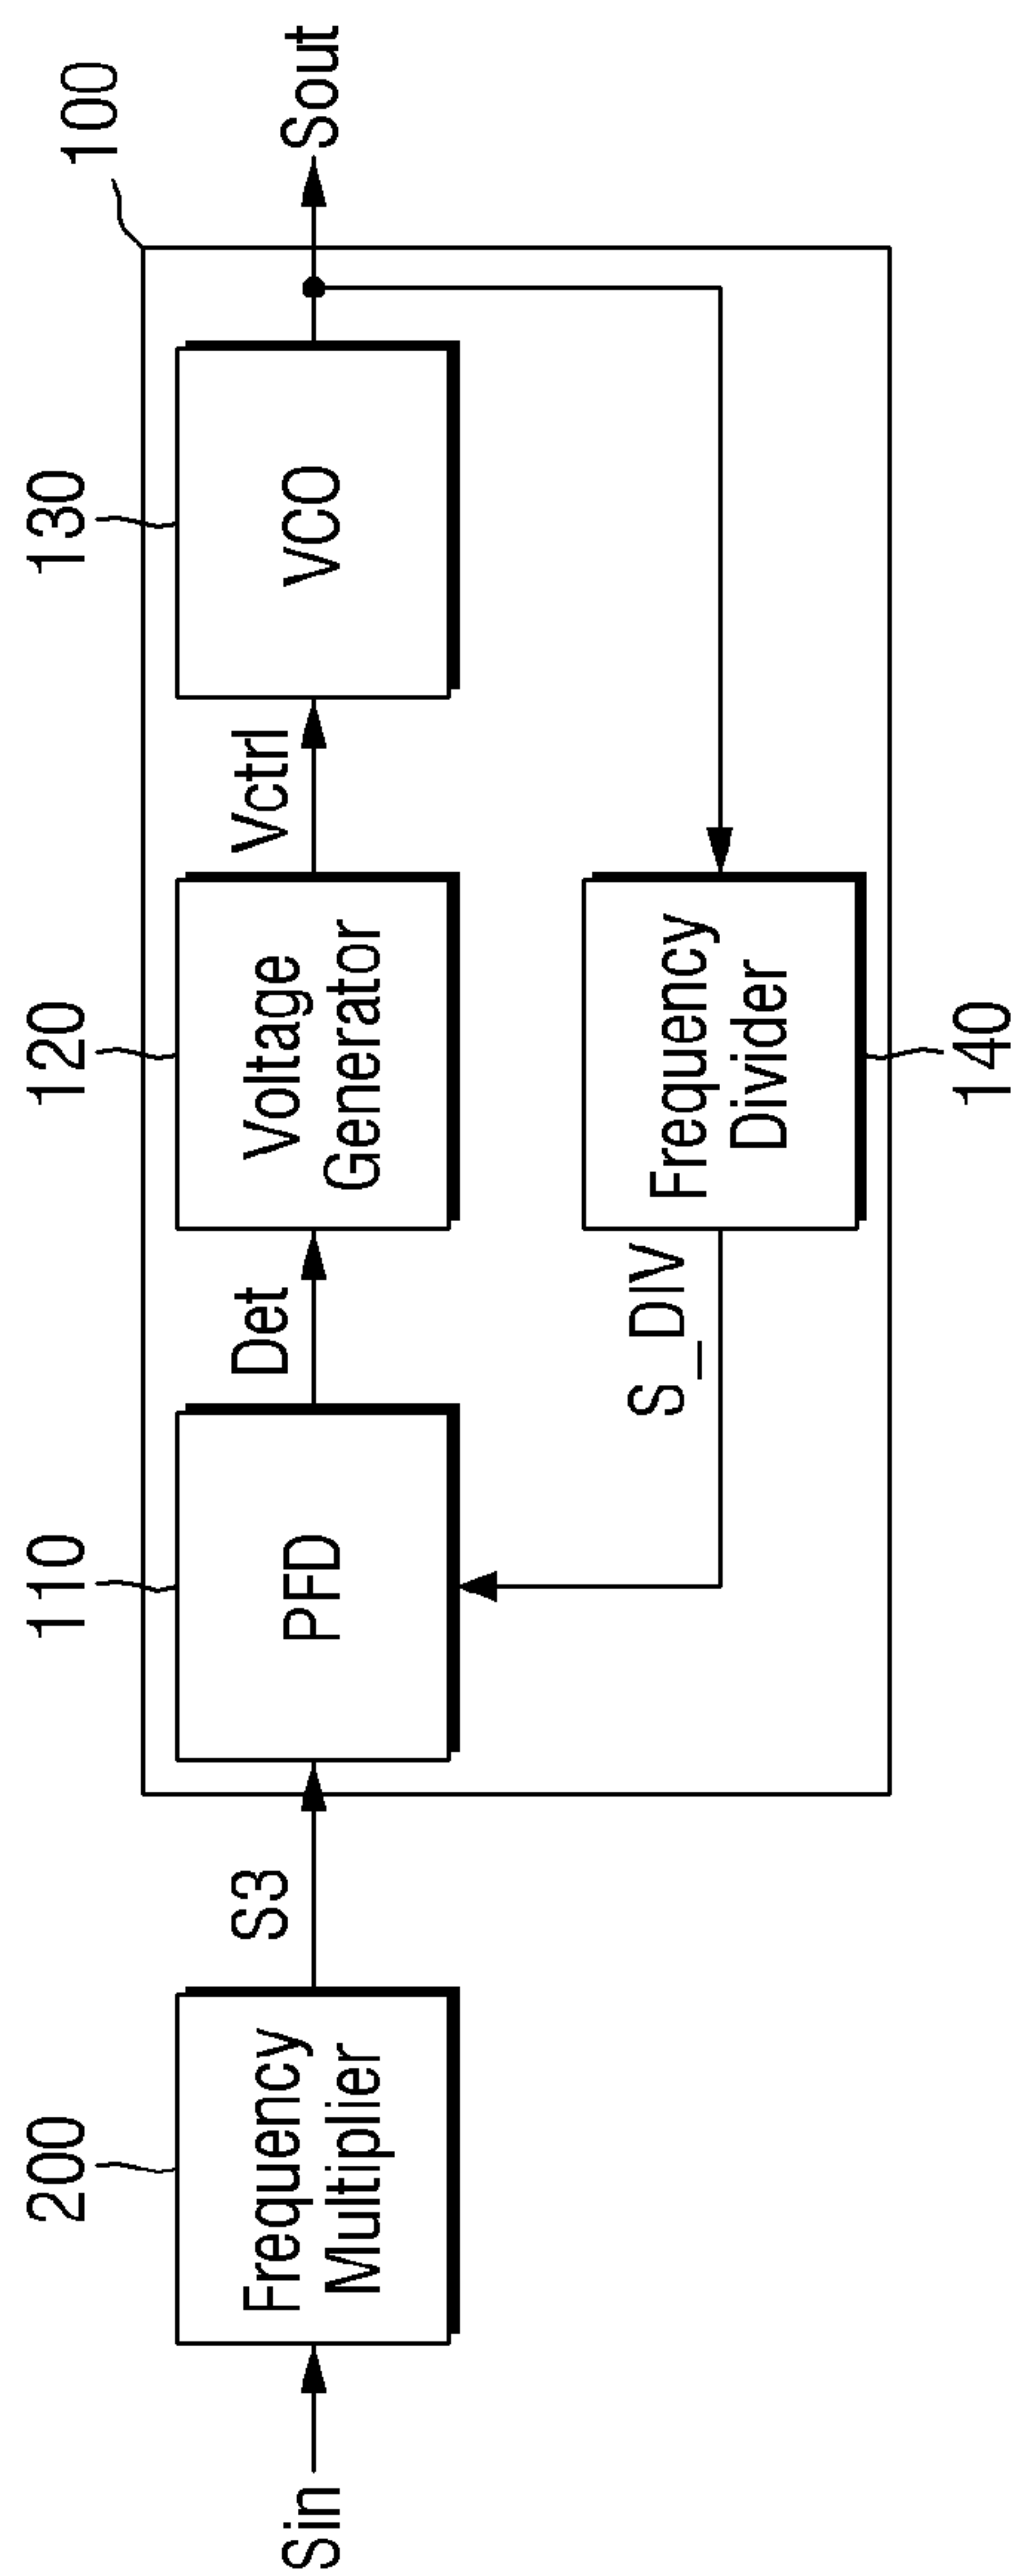 100
200
110
120
130
Sin
Frequency
Multiplier
S3
PFD
Det
Voltage
Generator
Vctrl
VCO
Sout
S_DIV
Frequency
Divider
140